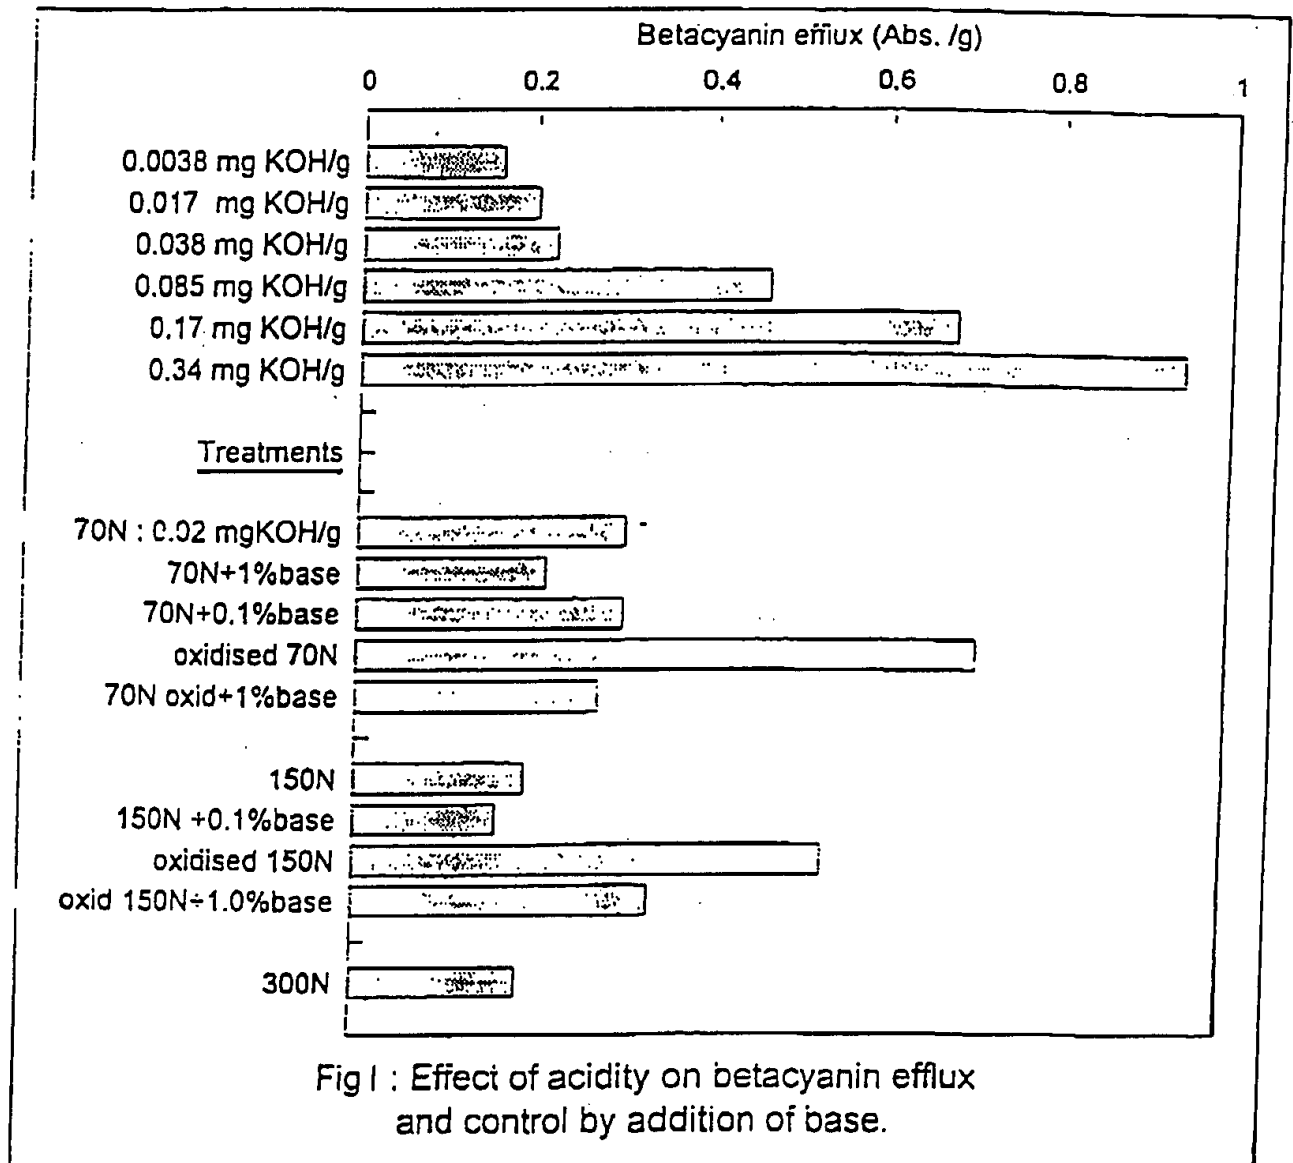 Betacyanin efflux (Abs. /g)
0 0.2 0.4 0.6 0.8 1
0.0038 mg KOH/g
0.017 mg KOH/g
0.038 mg KOH/g
0.085 mg KOH/g
0.17 mg KOH/g
0.34 mg KOH/g
Treatments
70N : 0.02 mgKOH/g
70N+1%base
70N+0.1%base
oxidised 70N
70N oxid+1%base
150N
150N +0.1%base
oxidised 150N
oxid 150N+1.0%base
300N
Fig I : Effect of acidity on betacyanin efflux
and control by addition of base.